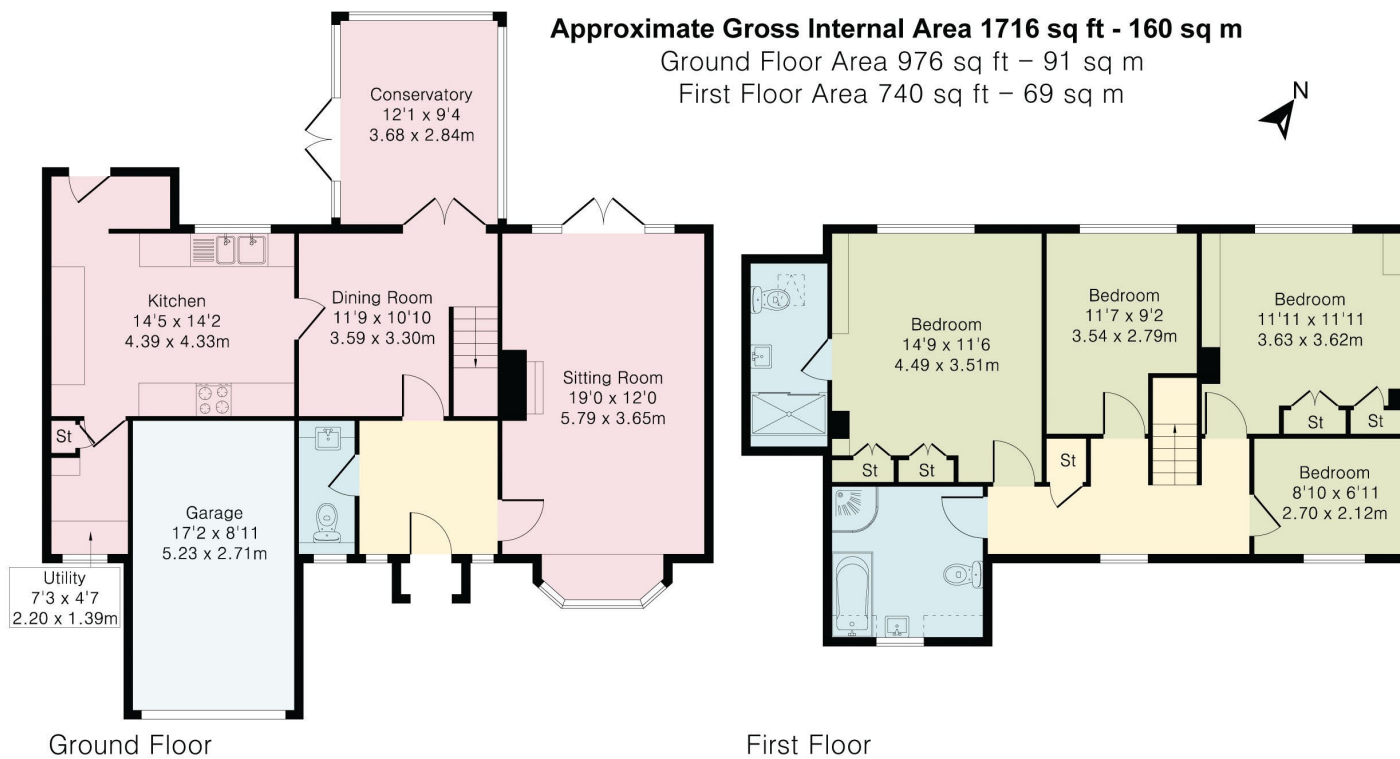 Approximate Gross Internal Area 1716 sq ft - 160 sq m
Ground Floor Area 976 sq ft – 91 sq m
First Floor Area 740 sq ft – 69 sq m
N
Conservatory
12'1 x 9'4
3.68 x 2.84m
Kitchen
14'5 x 14'2
4.39 x 4.33m
Dining Room
11'9 x 10'10
3.59 x 3.30m
Sitting Room
19'0 x 12'0
5.79 x 3.65m
St
Garage
17'2 x 8'11
5.23 x 2.71m
Utility
7'3 x 4'7
2.20 x 1.39m
Ground Floor
Bedroom
14'9 x 11'6
4.49 x 3.51m
Bedroom
11'7 x 9'2
3.54 x 2.79m
Bedroom
11'11 x 11'11
3.63 x 3.62m
St
St
St
St
St
Bedroom
8'10 x 6'11
2.70 x 2.12m
First Floor